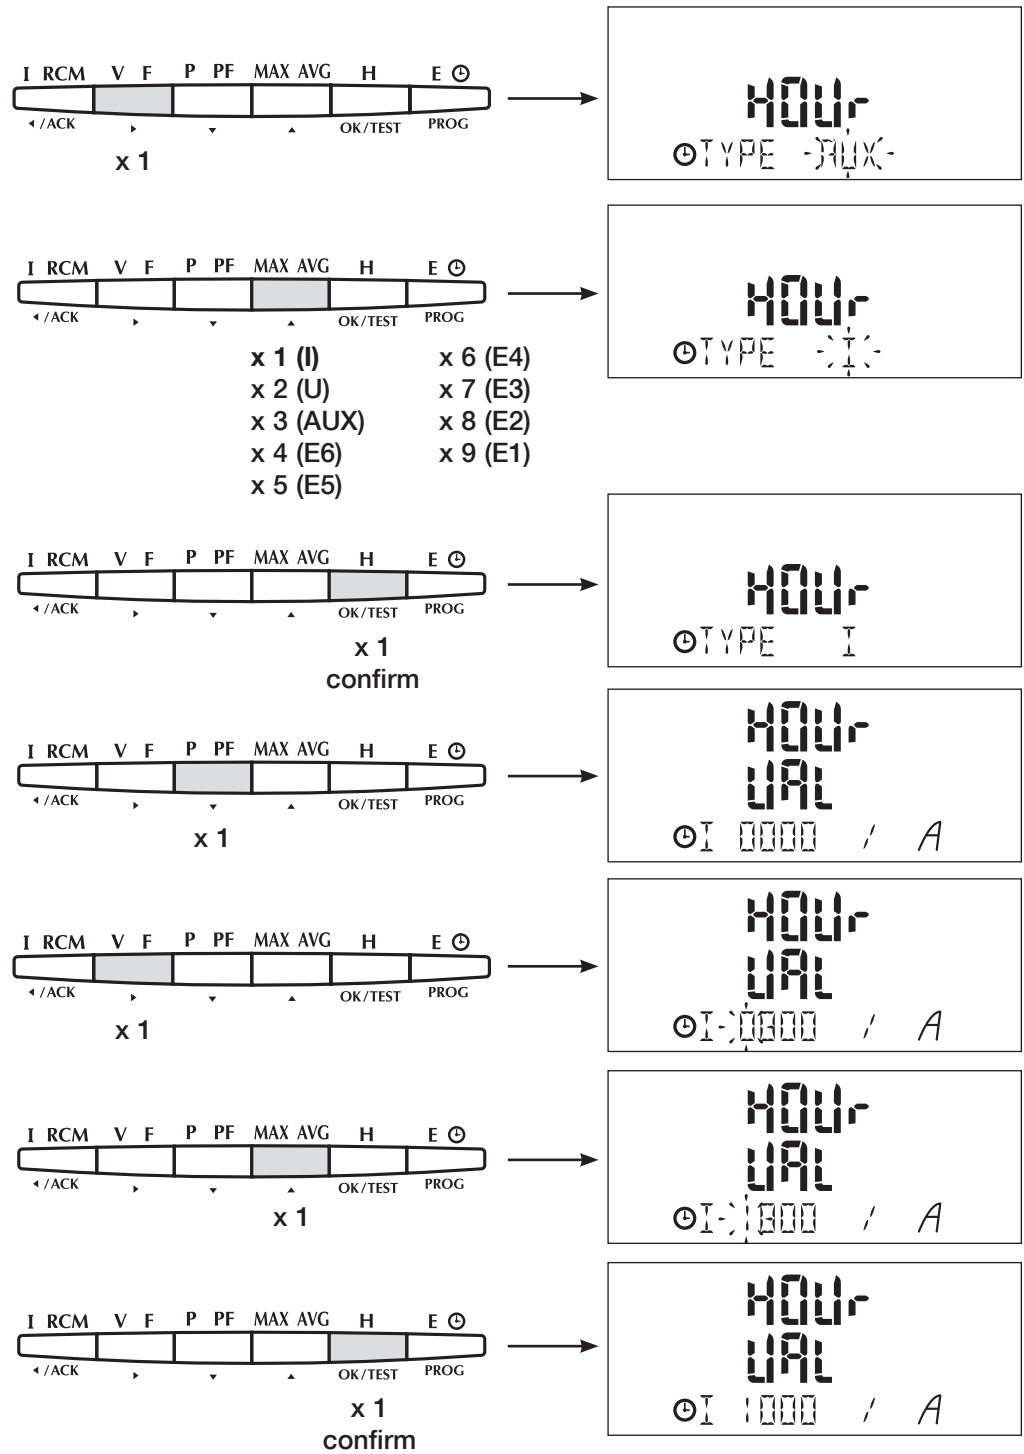 I RCM V F P PF MAX AVG H E
/ACK OK/TEST PROG
x 1
HOUr
TYPE AUX
I RCM V F P PF MAX AVG H E
/ACK OK/TEST PROG
x 1 (I) x 6 (E4)
x 2 (U) x 7 (E3)
x 3 (AUX) x 8 (E2)
x 4 (E6) x 9 (E1)
x 5 (E5)
HOUr
TYPE I
I RCM V F P PF MAX AVG H E
/ACK OK/TEST PROG
x 1
confirm
HOUr
TYPE I
I RCM V F P PF MAX AVG H E
/ACK OK/TEST PROG
x 1
HOUr
VAL
I 0000 / A
I RCM V F P PF MAX AVG H E
/ACK OK/TEST PROG
x 1
HOUr
VAL
I 0000 / A
I RCM V F P PF MAX AVG H E
/ACK OK/TEST PROG
x 1
HOUr
VAL
I 1000 / A
I RCM V F P PF MAX AVG H E
/ACK OK/TEST PROG
x 1
confirm
HOUr
VAL
I 1000 / A